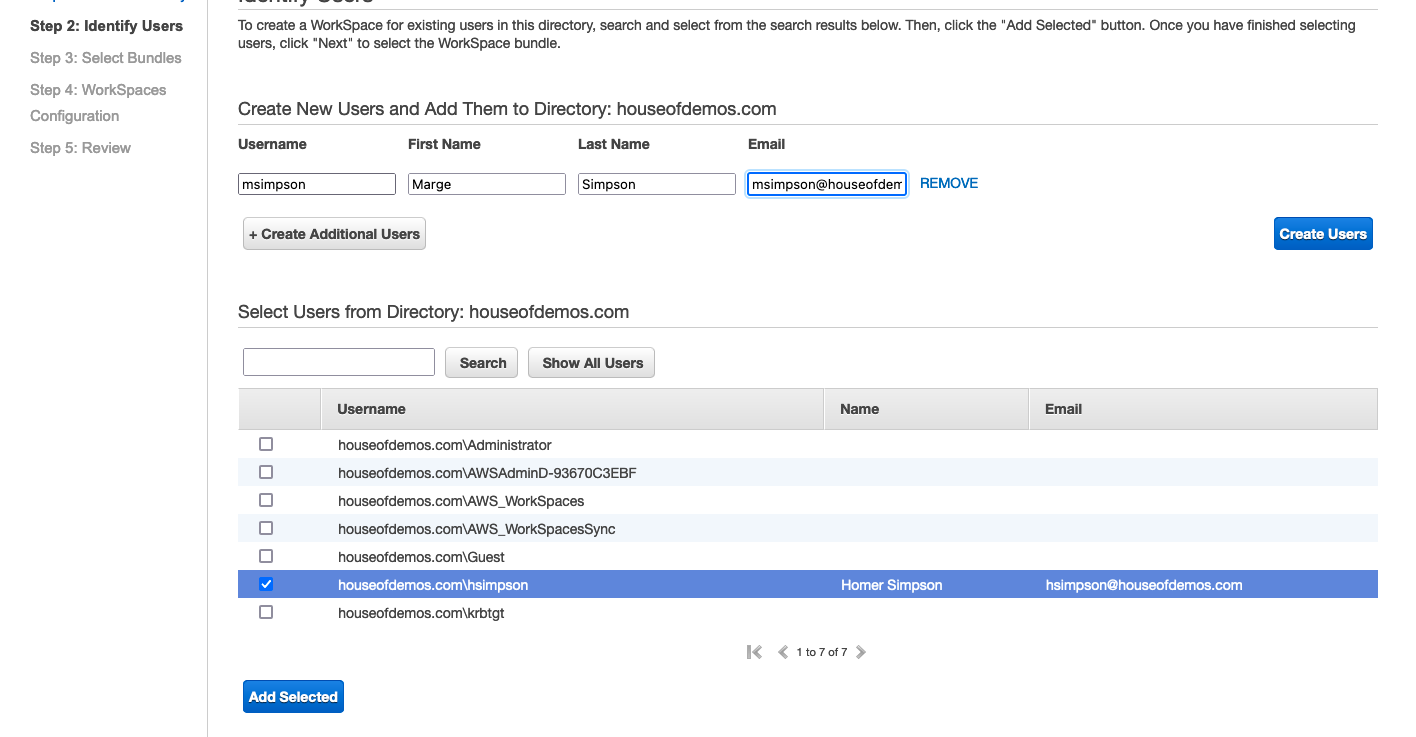 Identify Users
Step 2: Identify Users
Step 3: Select Bundles
Step 4: WorkSpaces
Configuration
Step 5: Review
To create a WorkSpace for existing users in this directory, search and select from the search results below. Then, click the "Add Selected" button. Once you have finished selecting
users, click "Next" to select the WorkSpace bundle.
Create New Users and Add Them to Directory: houseofdemos.com
Username First Name Last Name Email
msimpson Marge Simpson msimpson@houseofdem REMOVE
+ Create Additional Users Create Users
Select Users from Directory: houseofdemos.com
Search Show All Users
Username Name Email
houseofdemos.com\Administrator
houseofdemos.com\AWSAdminD-93670C3EBF
houseofdemos.com\AWS_WorkSpaces
houseofdemos.com\AWS_WorkSpacesSync
houseofdemos.com\Guest
houseofdemos.com\hsimpson Homer Simpson hsimpson@houseofdemos.com
houseofdemos.com\krbtgt
1 to 7 of 7
Add Selected